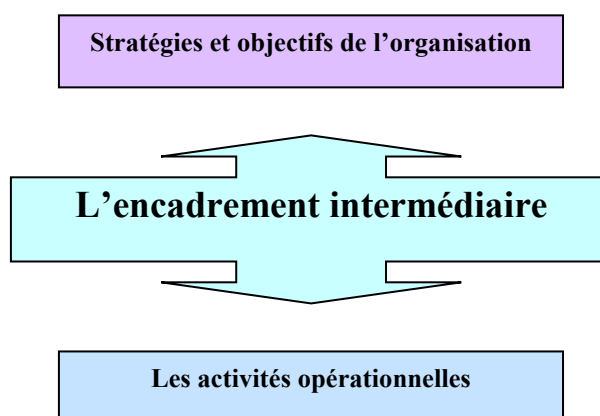 Stratégies et objectifs de l’organisation
L’encadrement intermédiaire
Les activités opérationnelles